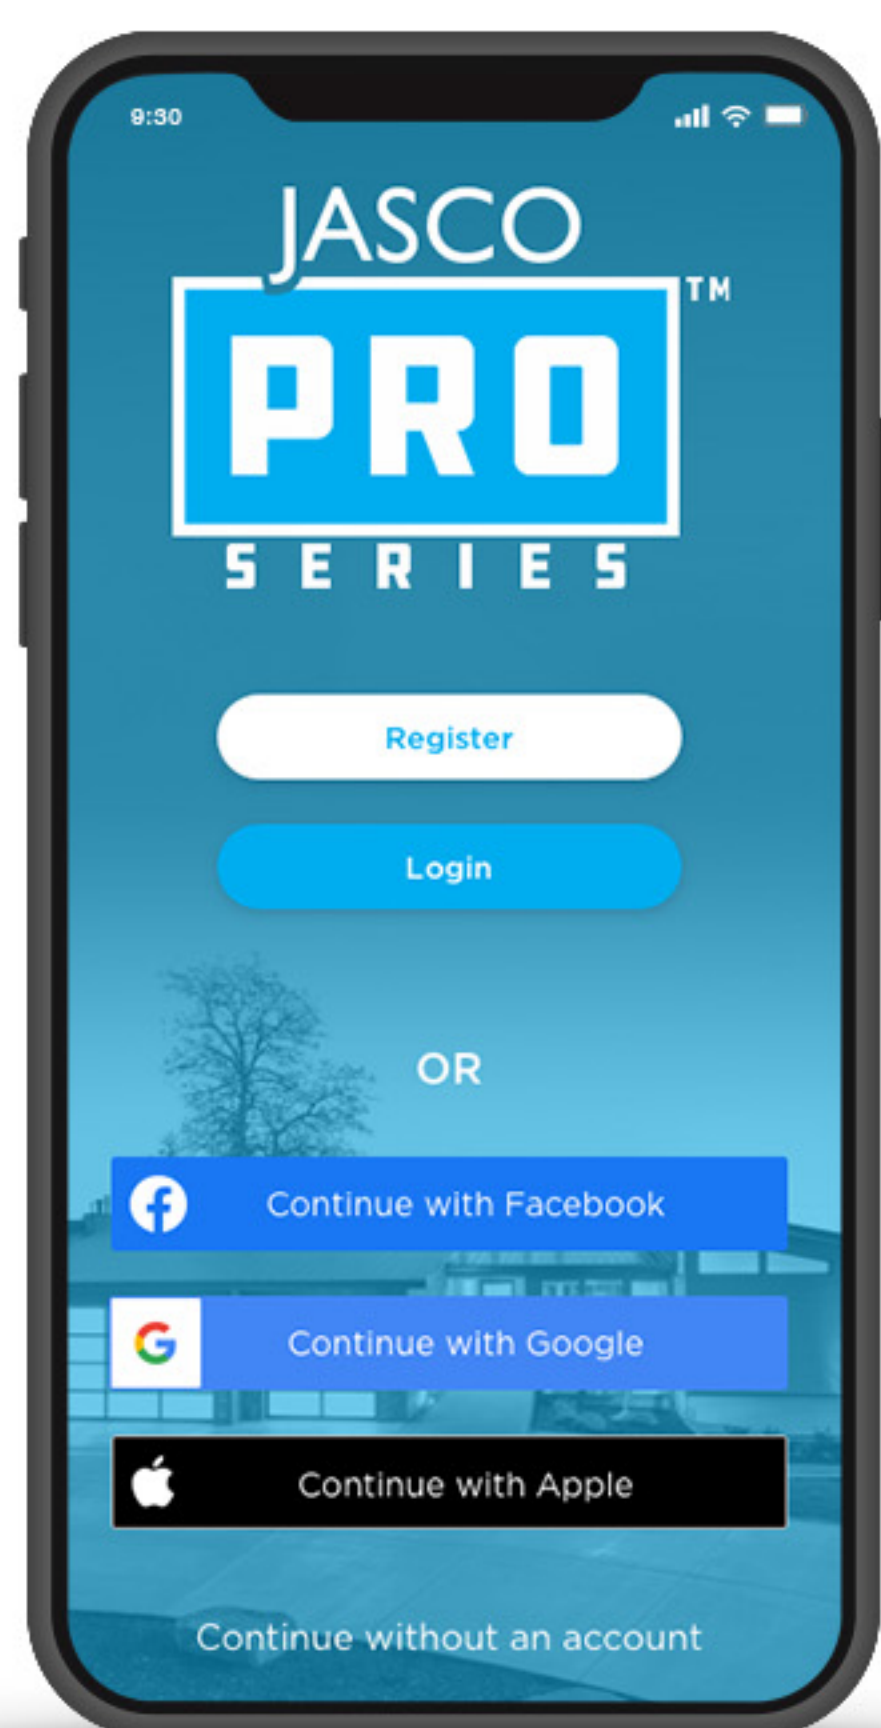 9:30
JASCO
PRO
TM
SERIES
Register
Login
OR
Continue with Facebook
Continue with Google
Continue with Apple
Continue without an account